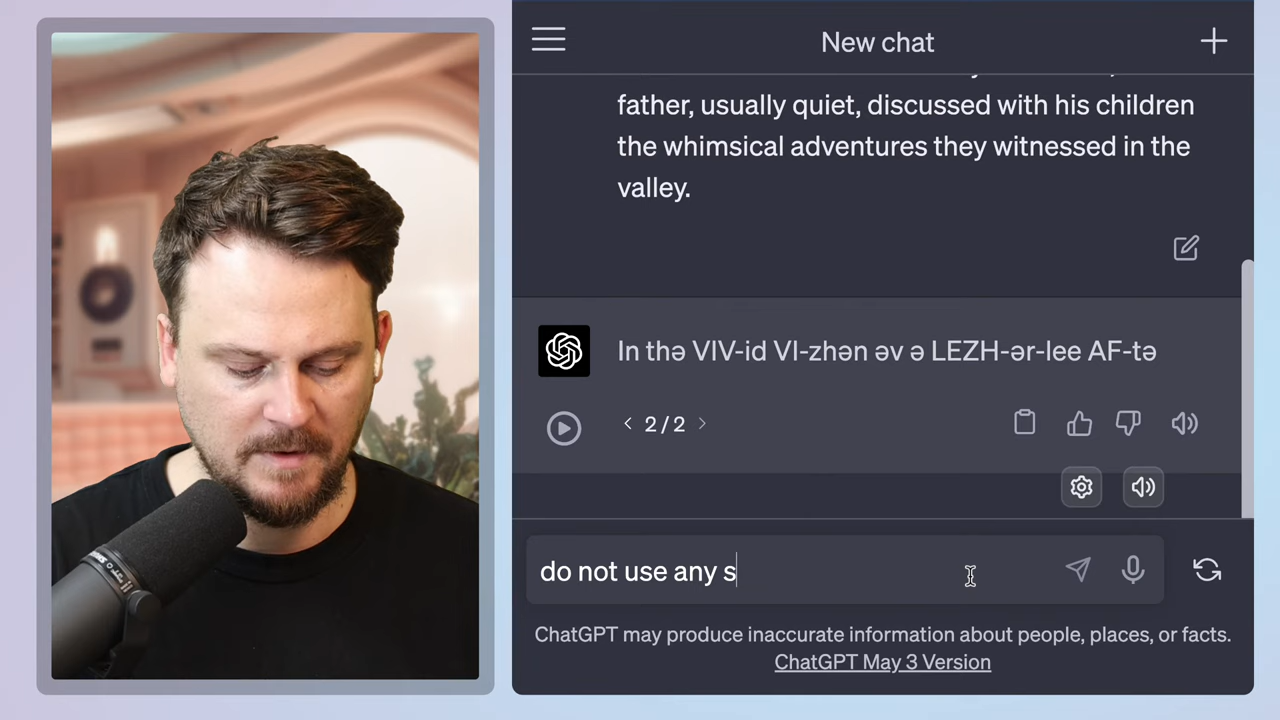 New chat
father, usually quiet, discussed with his children
the whimsical adventures they witnessed in the
valley.
In thə VIV-id VI-zhən əv ə LEZH-ər-lee AF-tə
2 / 2
do not use any s
ChatGPT may produce inaccurate information about people, places, or facts.
ChatGPT May 3 Version